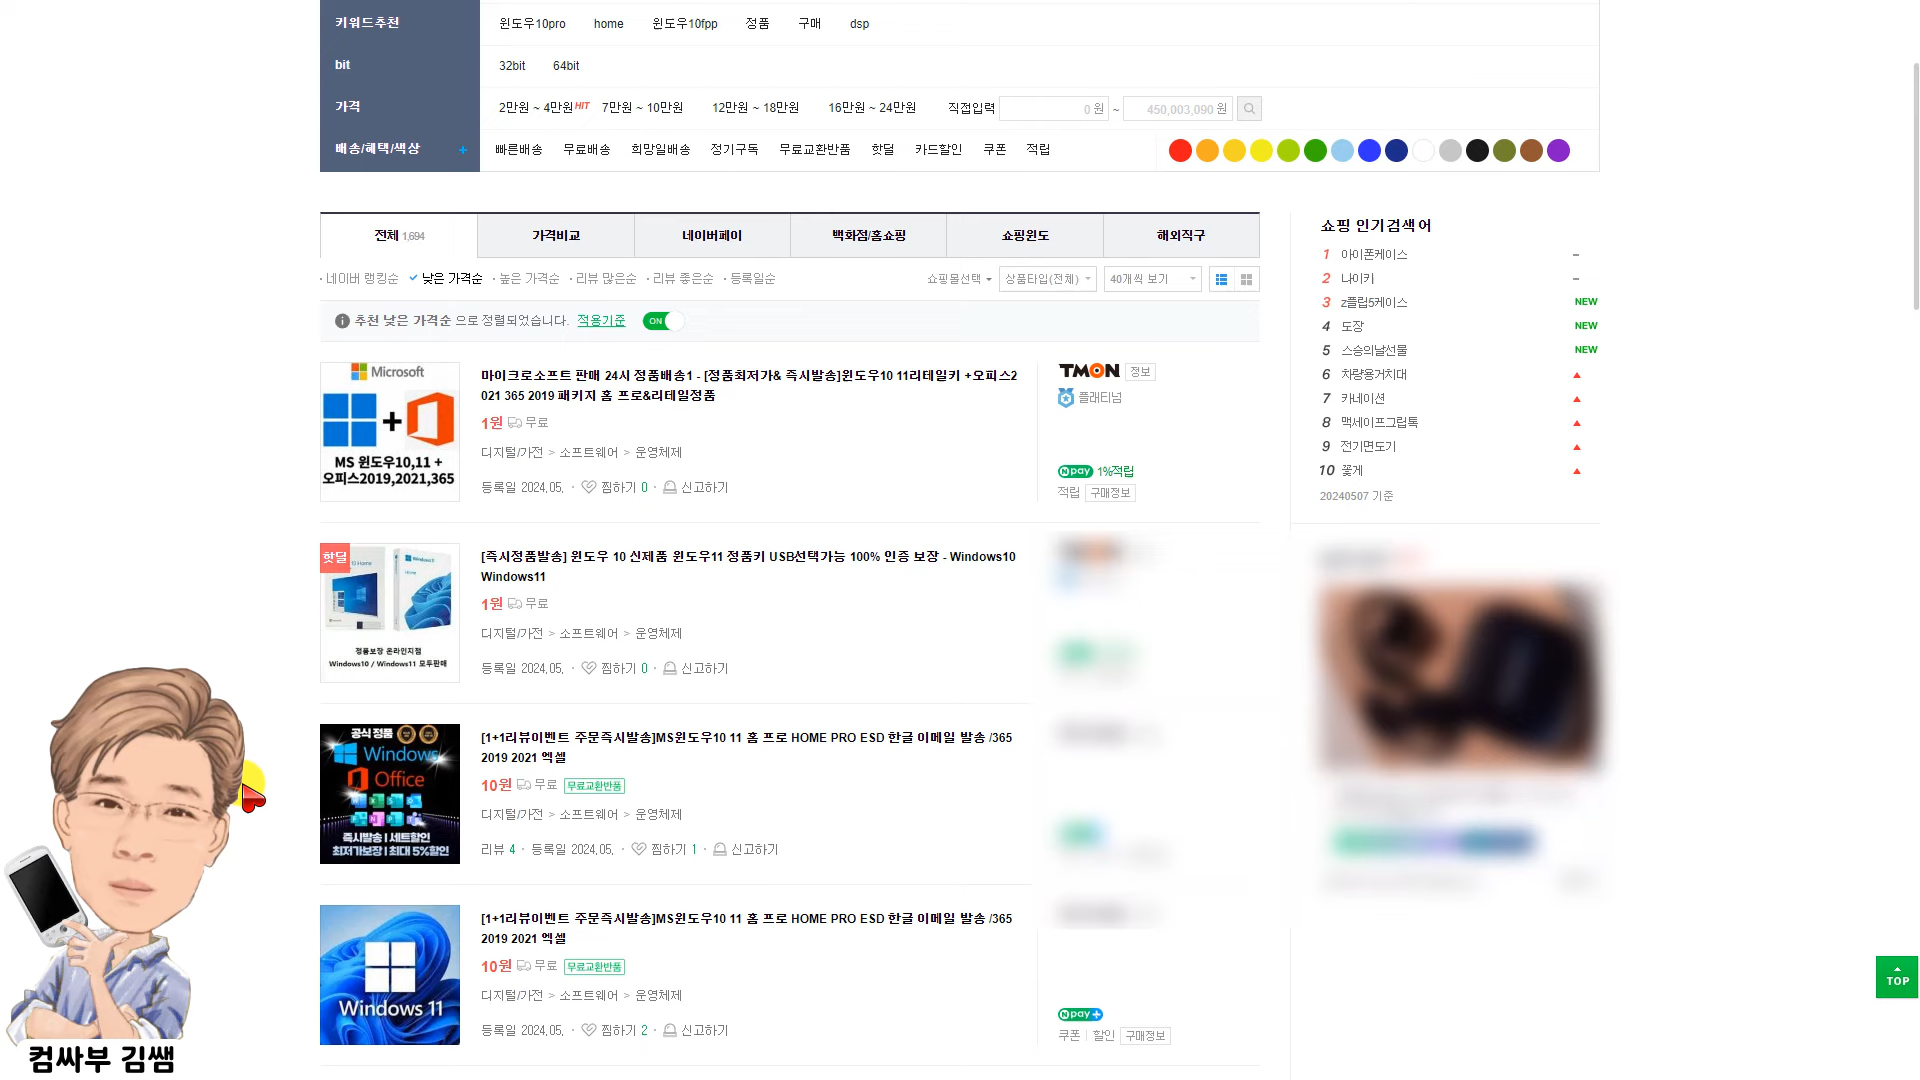 키워드추천 윈도우10pro home 윈도우10fpp 정품 구매 dsp
bit 32bit 64bit
가격 2만원 ~ 4만원 HIT 7만원 ~ 10만원 12만원 ~ 18만원 16만원 ~ 24만원 직접입력 0 원 ~ 450,003,090 원
배송/혜택/색상 + 빠른배송 무료배송 희망일배송 정기구독 무료교환반품 핫딜 카드할인 쿠폰 적립
전체 1,694 가격비교 네이버페이 백화점/홈쇼핑 쇼핑윈도 해외직구
· 네이버 랭킹순 낮은 가격순 · 높은 가격순 · 리뷰 많은순 · 리뷰 좋은순 · 등록일순 쇼핑몰선택 상품타입(전체) 40개씩 보기
추천 낮은 가격순 으로 정렬되었습니다. 적용기준 ON
Microsoft
MS 윈도우10,11 +
오피스2019,2021,365
마이크로소프트 판매 24시 정품배송1 - [정품최저가& 즉시발송]윈도우10 11리테일키 +오피스2
021 365 2019 패키지 홈 프로&리테일정품
1원 무료
디지털/가전 > 소프트웨어 > 운영체제
등록일 2024.05. · 찜하기 0 · 신고하기
TMON 정보
플래티넘
N pay 1%적립
적립 구매정보
핫딜
정품보장 온라인지점
Windows10 / Windows11 모두판매
[즉시정품발송] 윈도우 10 신제품 윈도우11 정품키 USB선택가능 100% 인증 보장 - Windows10
Windows11
1원 무료
디지털/가전 > 소프트웨어 > 운영체제
등록일 2024.05. · 찜하기 0 · 신고하기
공식 정품
Windows
Office
즉시발송 | 세트할인
최저가보장 | 최대 5%할인
[1+1리뷰이벤트 주문즉시발송]MS윈도우10 11 홈 프로 HOME PRO ESD 한글 이메일 발송 /365
2019 2021 엑셀
10원 무료 무료교환반품
디지털/가전 > 소프트웨어 > 운영체제
리뷰 4 · 등록일 2024.05. · 찜하기 1 · 신고하기
Windows 11
[1+1리뷰이벤트 주문즉시발송]MS윈도우10 11 홈 프로 HOME PRO ESD 한글 이메일 발송 /365
2019 2021 엑셀
10원 무료 무료교환반품
디지털/가전 > 소프트웨어 > 운영체제
등록일 2024.05. · 찜하기 2 · 신고하기
N pay +
쿠폰 할인 구매정보
쇼핑 인기검색어
1 아이폰케이스 –
2 나이키 –
3 z플립5케이스 NEW
4 도장 NEW
5 스승의날선물 NEW
6 차량용거치대 ▲
7 카네이션 ▲
8 맥세이프그립톡 ▲
9 전기면도기 ▲
10 꽃게 ▲
20240507 기준
TOP
컴싸부 김쌤